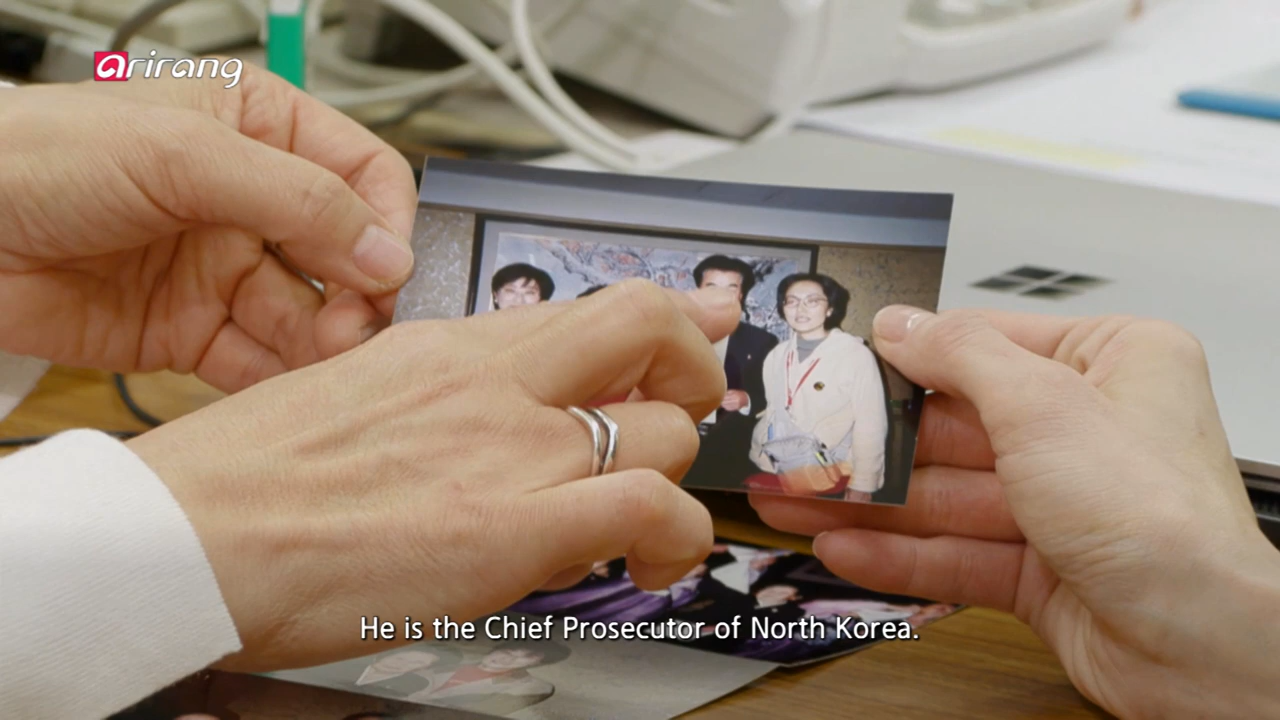 arirang
He is the Chief Prosecutor of North Korea.